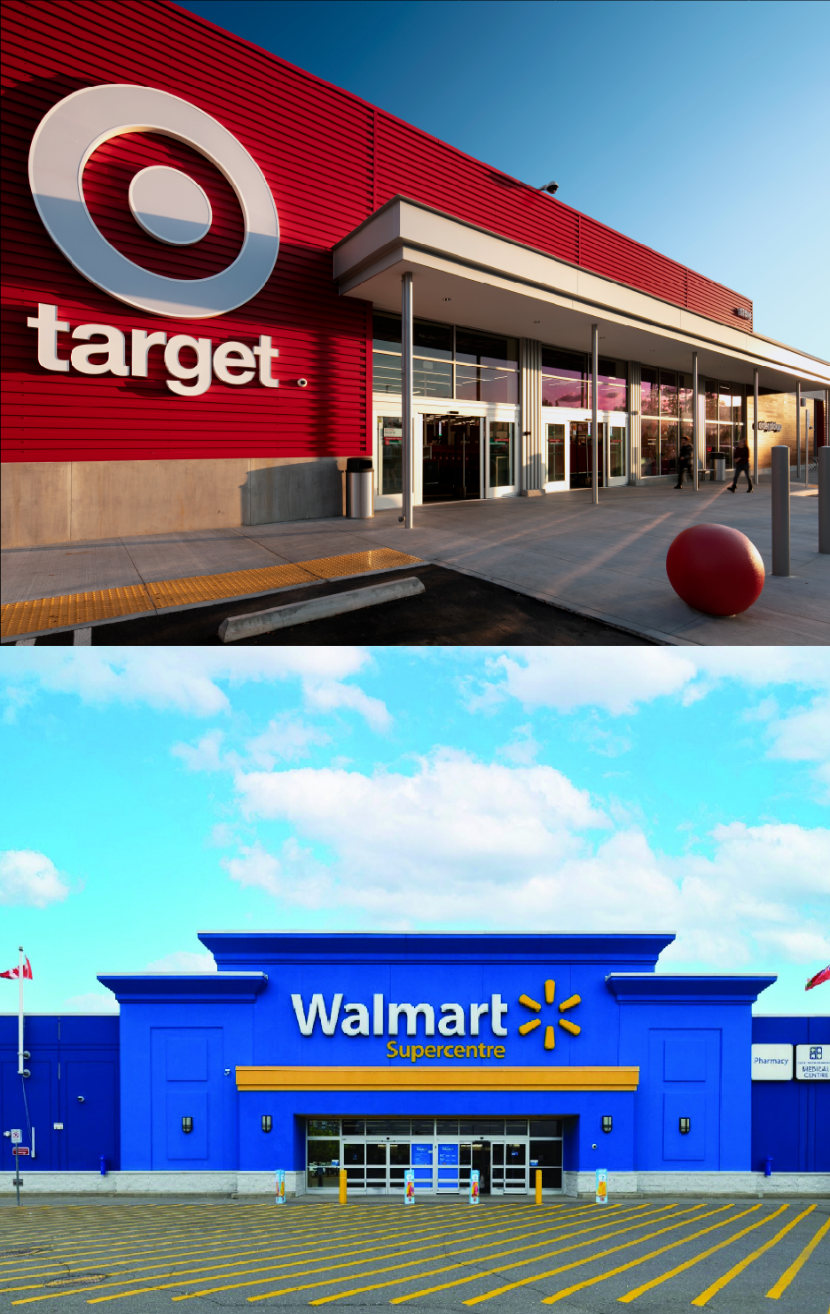 target
Walmart
Supercentre
Pharmacy
MEDICAL
CENTRE